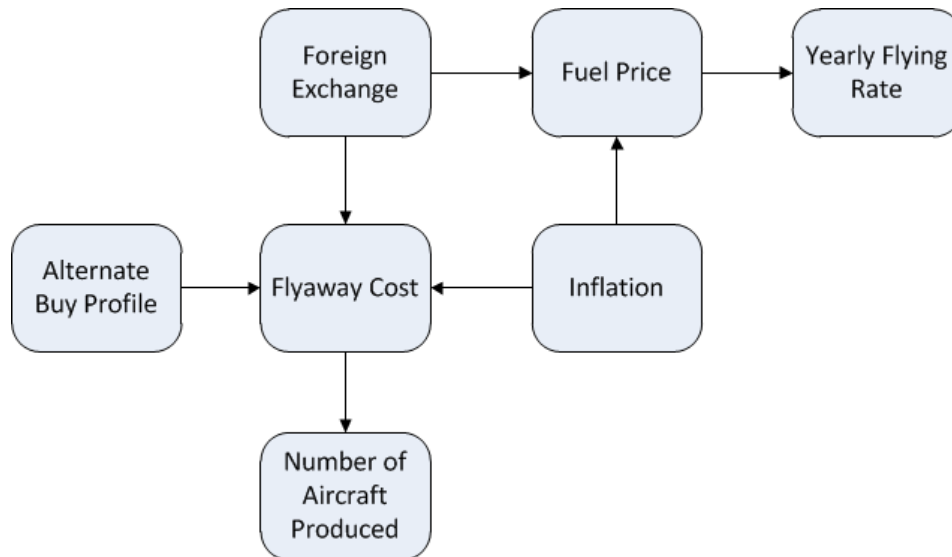 Foreign
Exchange
Fuel Price
Yearly Flying
Rate
Alternate
Buy Profile
Flyaway Cost
Inflation
Number of
Aircraft
Produced